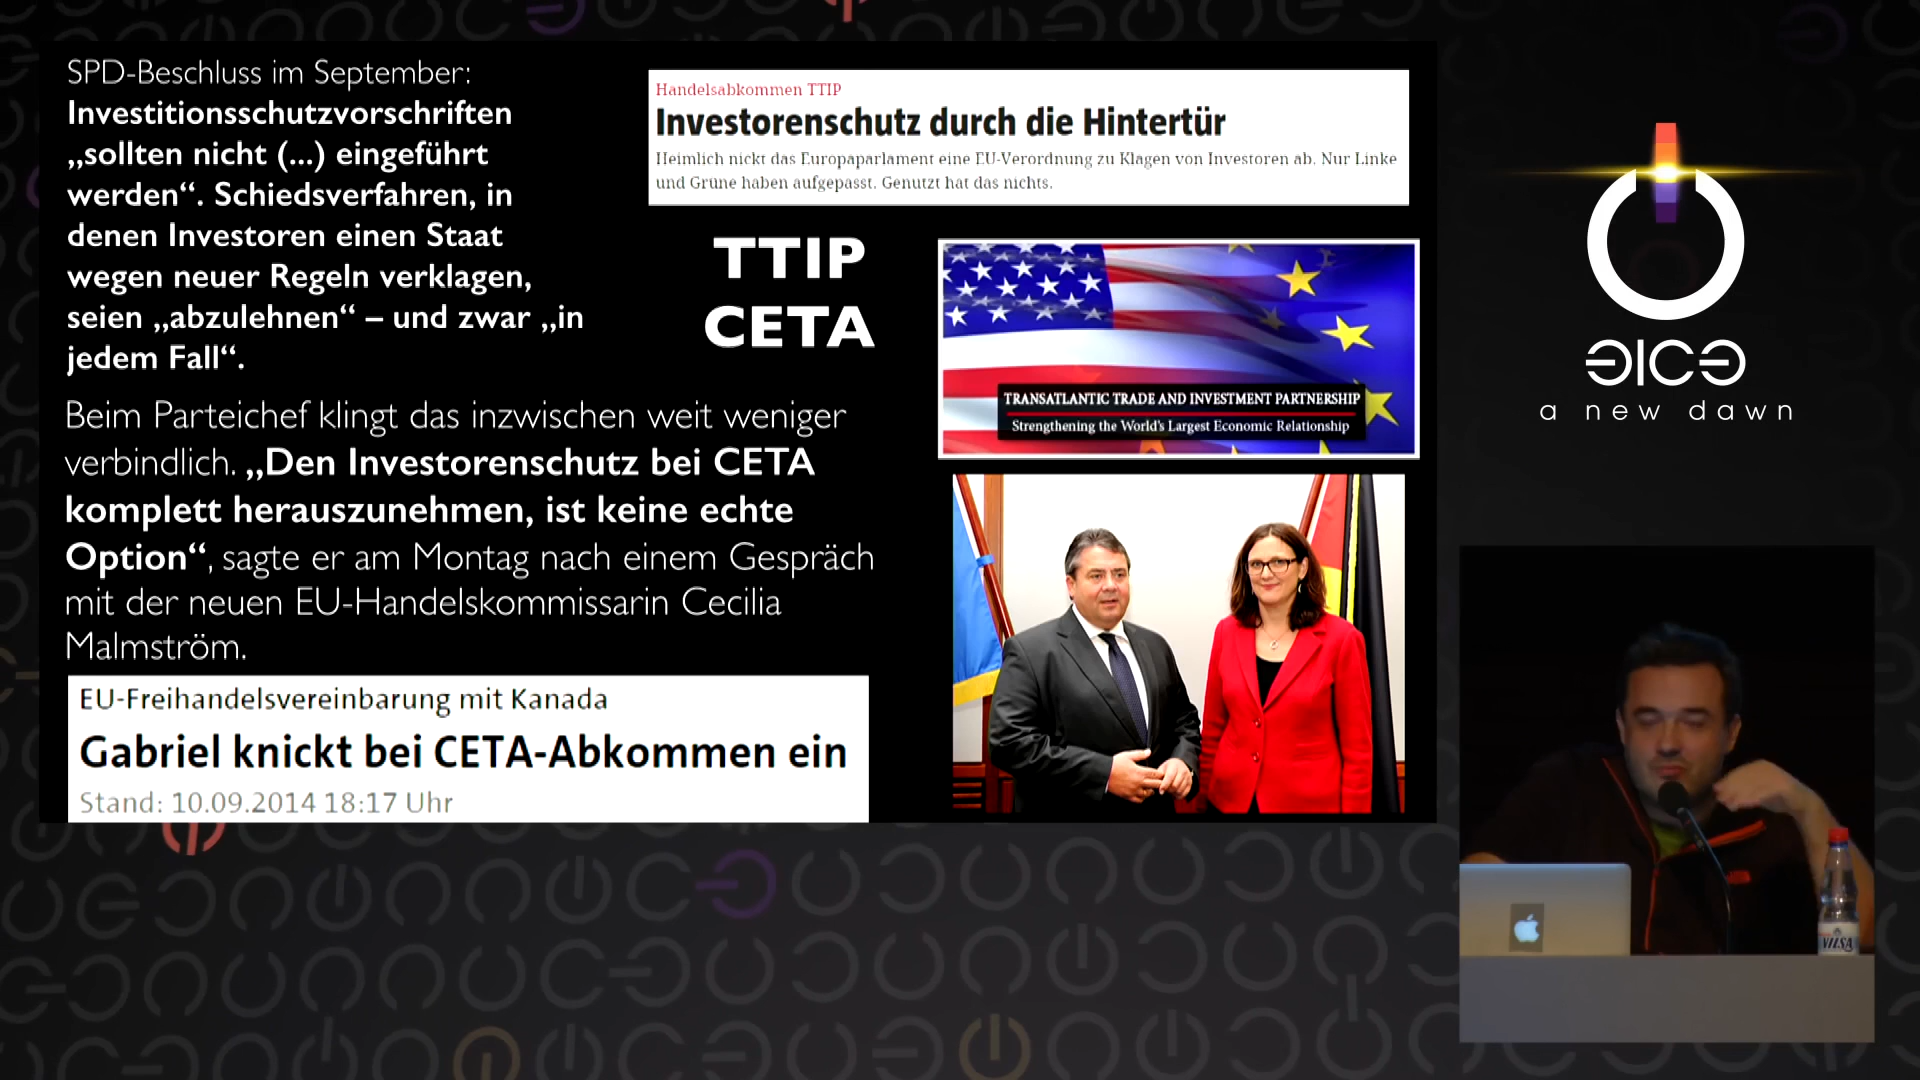 SPD-Beschluss im September:
Investitionsschutzvorschriften
„sollten nicht (...) eingeführt
werden“. Schiedsverfahren, in
denen Investoren einen Staat
wegen neuer Regeln verklagen,
seien „abzulehnen“ – und zwar „in
jedem Fall“.
Beim Parteichef klingt das inzwischen weit weniger
verbindlich. „Den Investorenschutz bei CETA
komplett herauszunehmen, ist keine echte
Option“, sagte er am Montag nach einem Gespräch
mit der neuen EU-Handelskommissarin Cecilia
Malmström.
EU-Freihandelsvereinbarung mit Kanada
Gabriel knickt bei CETA-Abkommen ein
Stand: 10.09.2014 18:17 Uhr
Handelsabkommen TTIP
Investorenschutz durch die Hintertür
Heimlich nickt das Europaparlament eine EU-Verordnung zu Klagen von Investoren ab. Nur Linke
und Grüne haben aufgepasst. Genutzt hat das nichts.
TTIP
CETA
TRANSATLANTIC TRADE AND INVESTMENT PARTNERSHIP
Strengthening the World's Largest Economic Relationship
a new dawn
VILSA